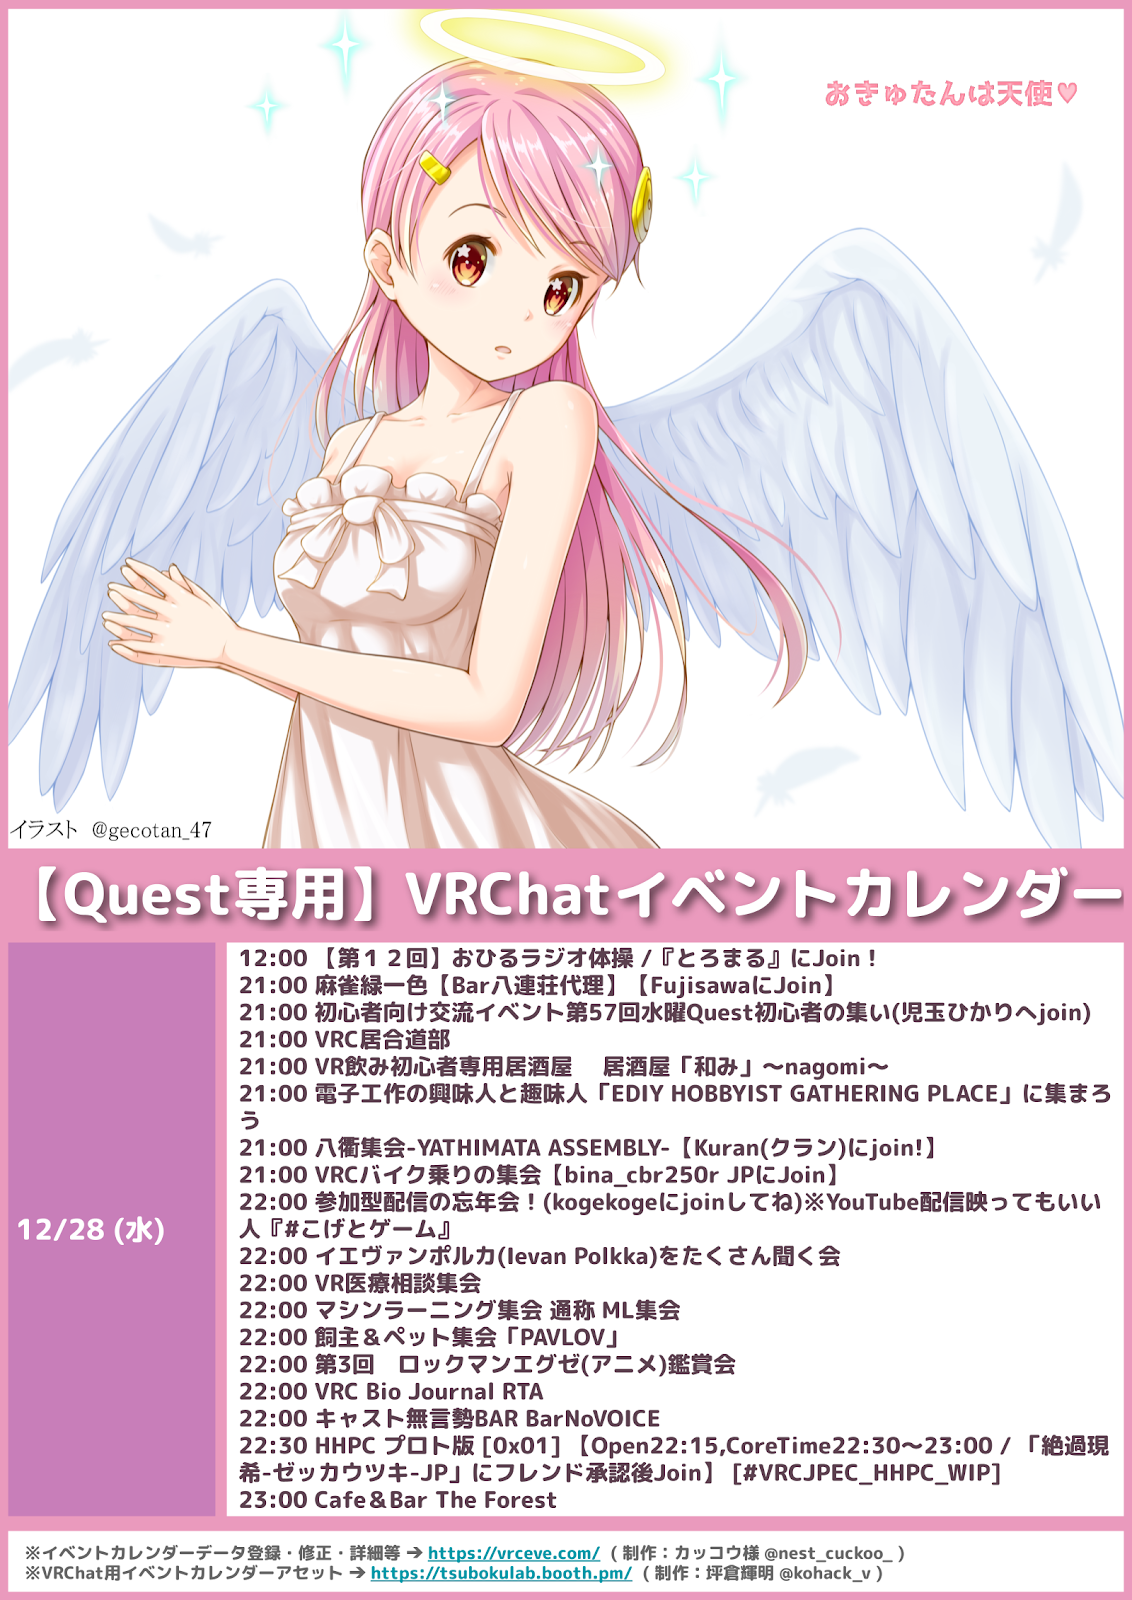 おきゅたんは天使♥
イラスト @gecotan_47
【Quest専用】VRChatイベントカレンダー
12/28 (水)
12:00 【第１２回】おひるラジオ体操 /『とろまる』にJoin！
21:00 麻雀緑一色【Bar八連荘代理】【FujisawaにJoin】
21:00 初心者向け交流イベント第57回水曜Quest初心者の集い(児玉ひかりへjoin)
21:00 VRC居合道部
21:00 VR飲み初心者専用居酒屋　居酒屋「和み」～nagomi～
21:00 電子工作の興味人と趣味人「EDIY HOBBYIST GATHERING PLACE」に集まろ
う
21:00 八衢集会-YATHIMATA ASSEMBLY-【Kuran(クラン)にjoin!】
21:00 VRCバイク乗りの集会【bina_cbr250r JPにJoin】
22:00 参加型配信の忘年会！(kogekogeにjoinしてね)※YouTube配信映ってもいい
人『#こげとゲーム』
22:00 イエヴァンポルカ(Ievan Polkka)をたくさん聞く会
22:00 VR医療相談集会
22:00 マシンラーニング集会 通称 ML集会
22:00 飼主＆ペット集会「PAVLOV」
22:00 第3回　ロックマンエグゼ(アニメ)鑑賞会
22:00 VRC Bio Journal RTA
22:00 キャスト無言勢BAR BarNoVOICE
22:30 HHPC プロト版 [0x01] 【Open22:15,CoreTime22:30～23:00 / 「絶過現
希-ゼッカウツキ-JP」にフレンド承認後Join】 [#VRCJPEC_HHPC_WIP]
23:00 Cafe＆Bar The Forest
※イベントカレンダーデータ登録・修正・詳細等 ➔ https://vrceve.com/ （制作：カッコウ様 @nest_cuckoo_ ）
※VRChat用イベントカレンダーアセット ➔ https://tsubokulab.booth.pm/ （制作：坪倉輝明 @kohack_v ）